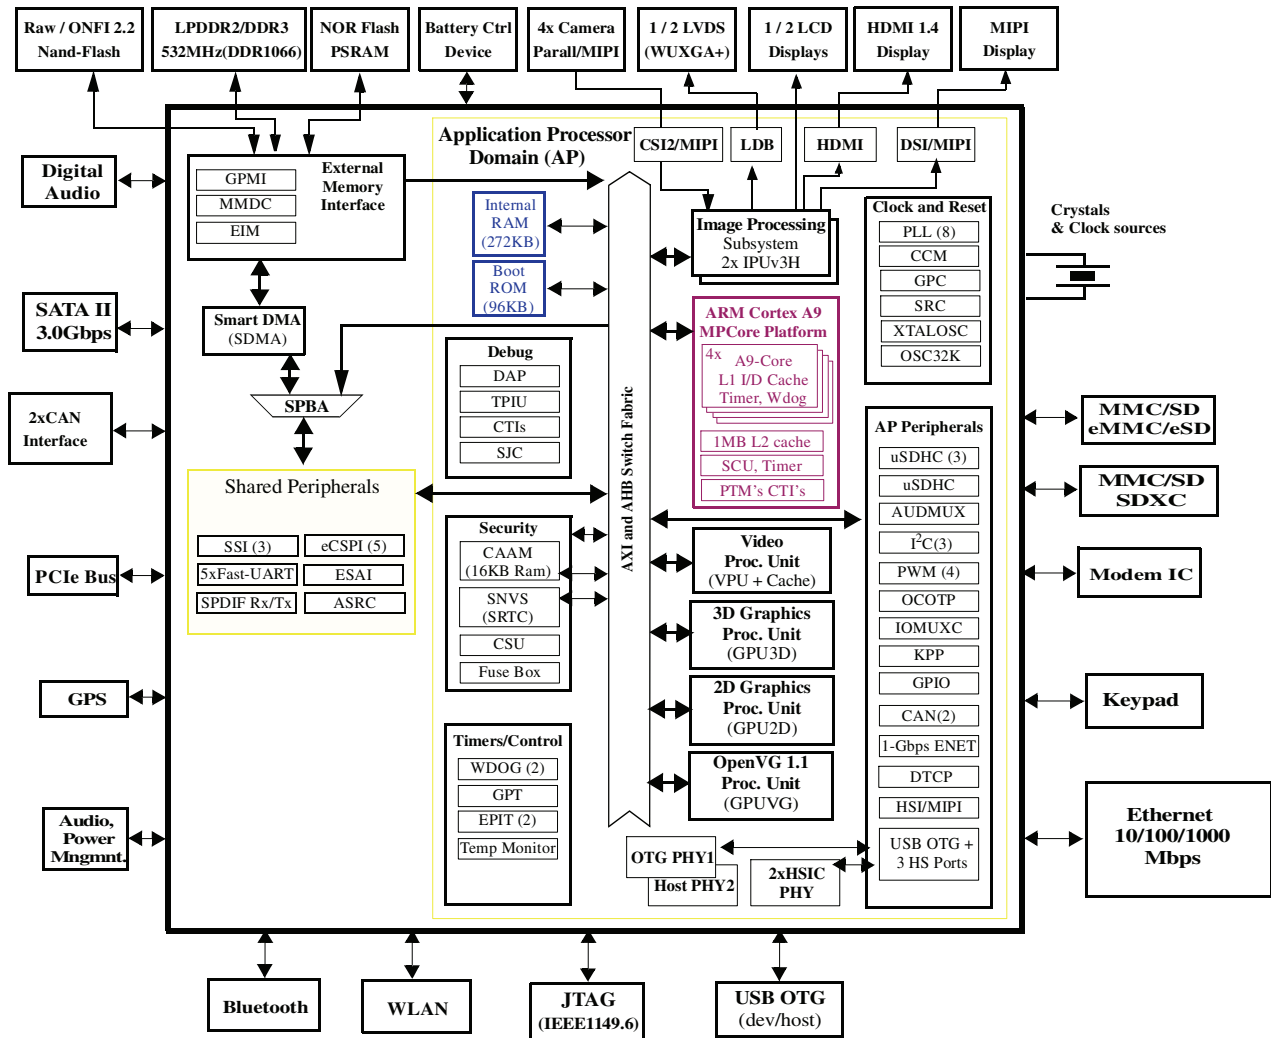 Raw / ONFI 2.2
Nand-Flash
LPDDR2/DDR3
532MHz(DDR1066)
NOR Flash
PSRAM
Battery Ctrl
Device
4x Camera
Parall/MIPI
1 / 2 LVDS
(WUXGA+)
1 / 2 LCD
Displays
HDMI 1.4
Display
MIPI
Display
Digital
Audio
SATA II
3.0Gbps
2xCAN
Interface
PCIe Bus
GPS
Audio,
Power
Mngmnt.
External
Memory
Interface
GPMI
MMDC
EIM
Smart DMA
(SDMA)
SPBA
Shared Peripherals
SSI (3)
eCSPI (5)
5xFast-UART
ESAI
SPDIF Rx/Tx
ASRC
Application Processor
Domain (AP)
CSI2/MIPI
LDB
HDMI
DSI/MIPI
Internal
RAM
(272KB)
Boot
ROM
(96KB)
Debug
DAP
TPIU
CTIs
SJC
Security
CAAM
(16KB Ram)
SNVS
(SRTC)
CSU
Fuse Box
Timers/Control
WDOG (2)
GPT
EPIT (2)
Temp Monitor
AXI and AHB Switch Fabric
Image Processing
Subsystem
2x IPUv3H
ARM Cortex A9
MPCore Platform
4x
A9-Core
L1 I/D Cache
Timer, Wdog
1MB L2 cache
SCU, Timer
PTM's CTI's
Video
Proc. Unit
(VPU + Cache)
3D Graphics
Proc. Unit
(GPU3D)
2D Graphics
Proc. Unit
(GPU2D)
OpenVG 1.1
Proc. Unit
(GPUVG)
OTG PHY1
Host PHY2
2xHSIC
PHY
Clock and Reset
PLL (8)
CCM
GPC
SRC
XTALOSC
OSC32K
AP Peripherals
uSDHC (3)
uSDHC
AUDMUX
I2C(3)
PWM (4)
OCOTP
IOMUXC
KPP
GPIO
CAN(2)
1-Gbps ENET
DTCP
HSI/MIPI
USB OTG +
3 HS Ports
Crystals
& Clock sources
MMC/SD
eMMC/eSD
MMC/SD
SDXC
Modem IC
Keypad
Ethernet
10/100/1000
Mbps
Bluetooth
WLAN
JTAG
(IEEE1149.6)
USB OTG
(dev/host)